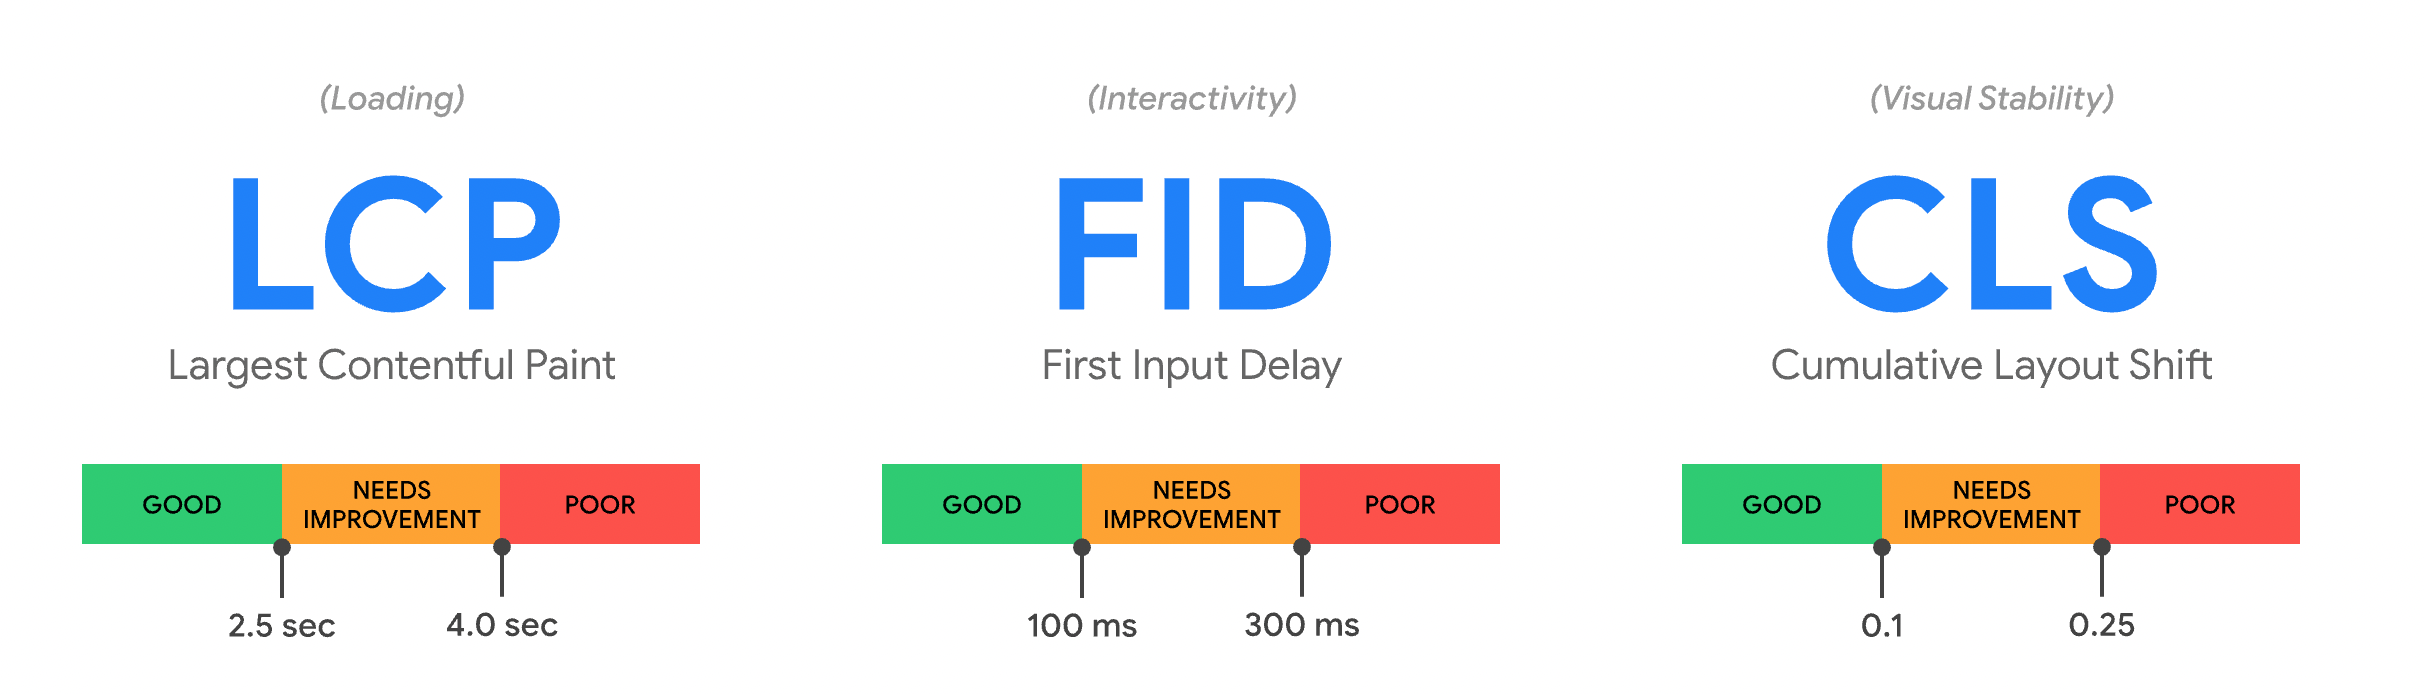 (Loading)
LCP
Largest Contentful Paint
GOOD
NEEDS
IMPROVEMENT
POOR
2.5 sec
4.0 sec
(Interactivity)
FID
First Input Delay
GOOD
NEEDS
IMPROVEMENT
POOR
100 ms
300 ms
(Visual Stability)
CLS
Cumulative Layout Shift
GOOD
NEEDS
IMPROVEMENT
POOR
0.1
0.25